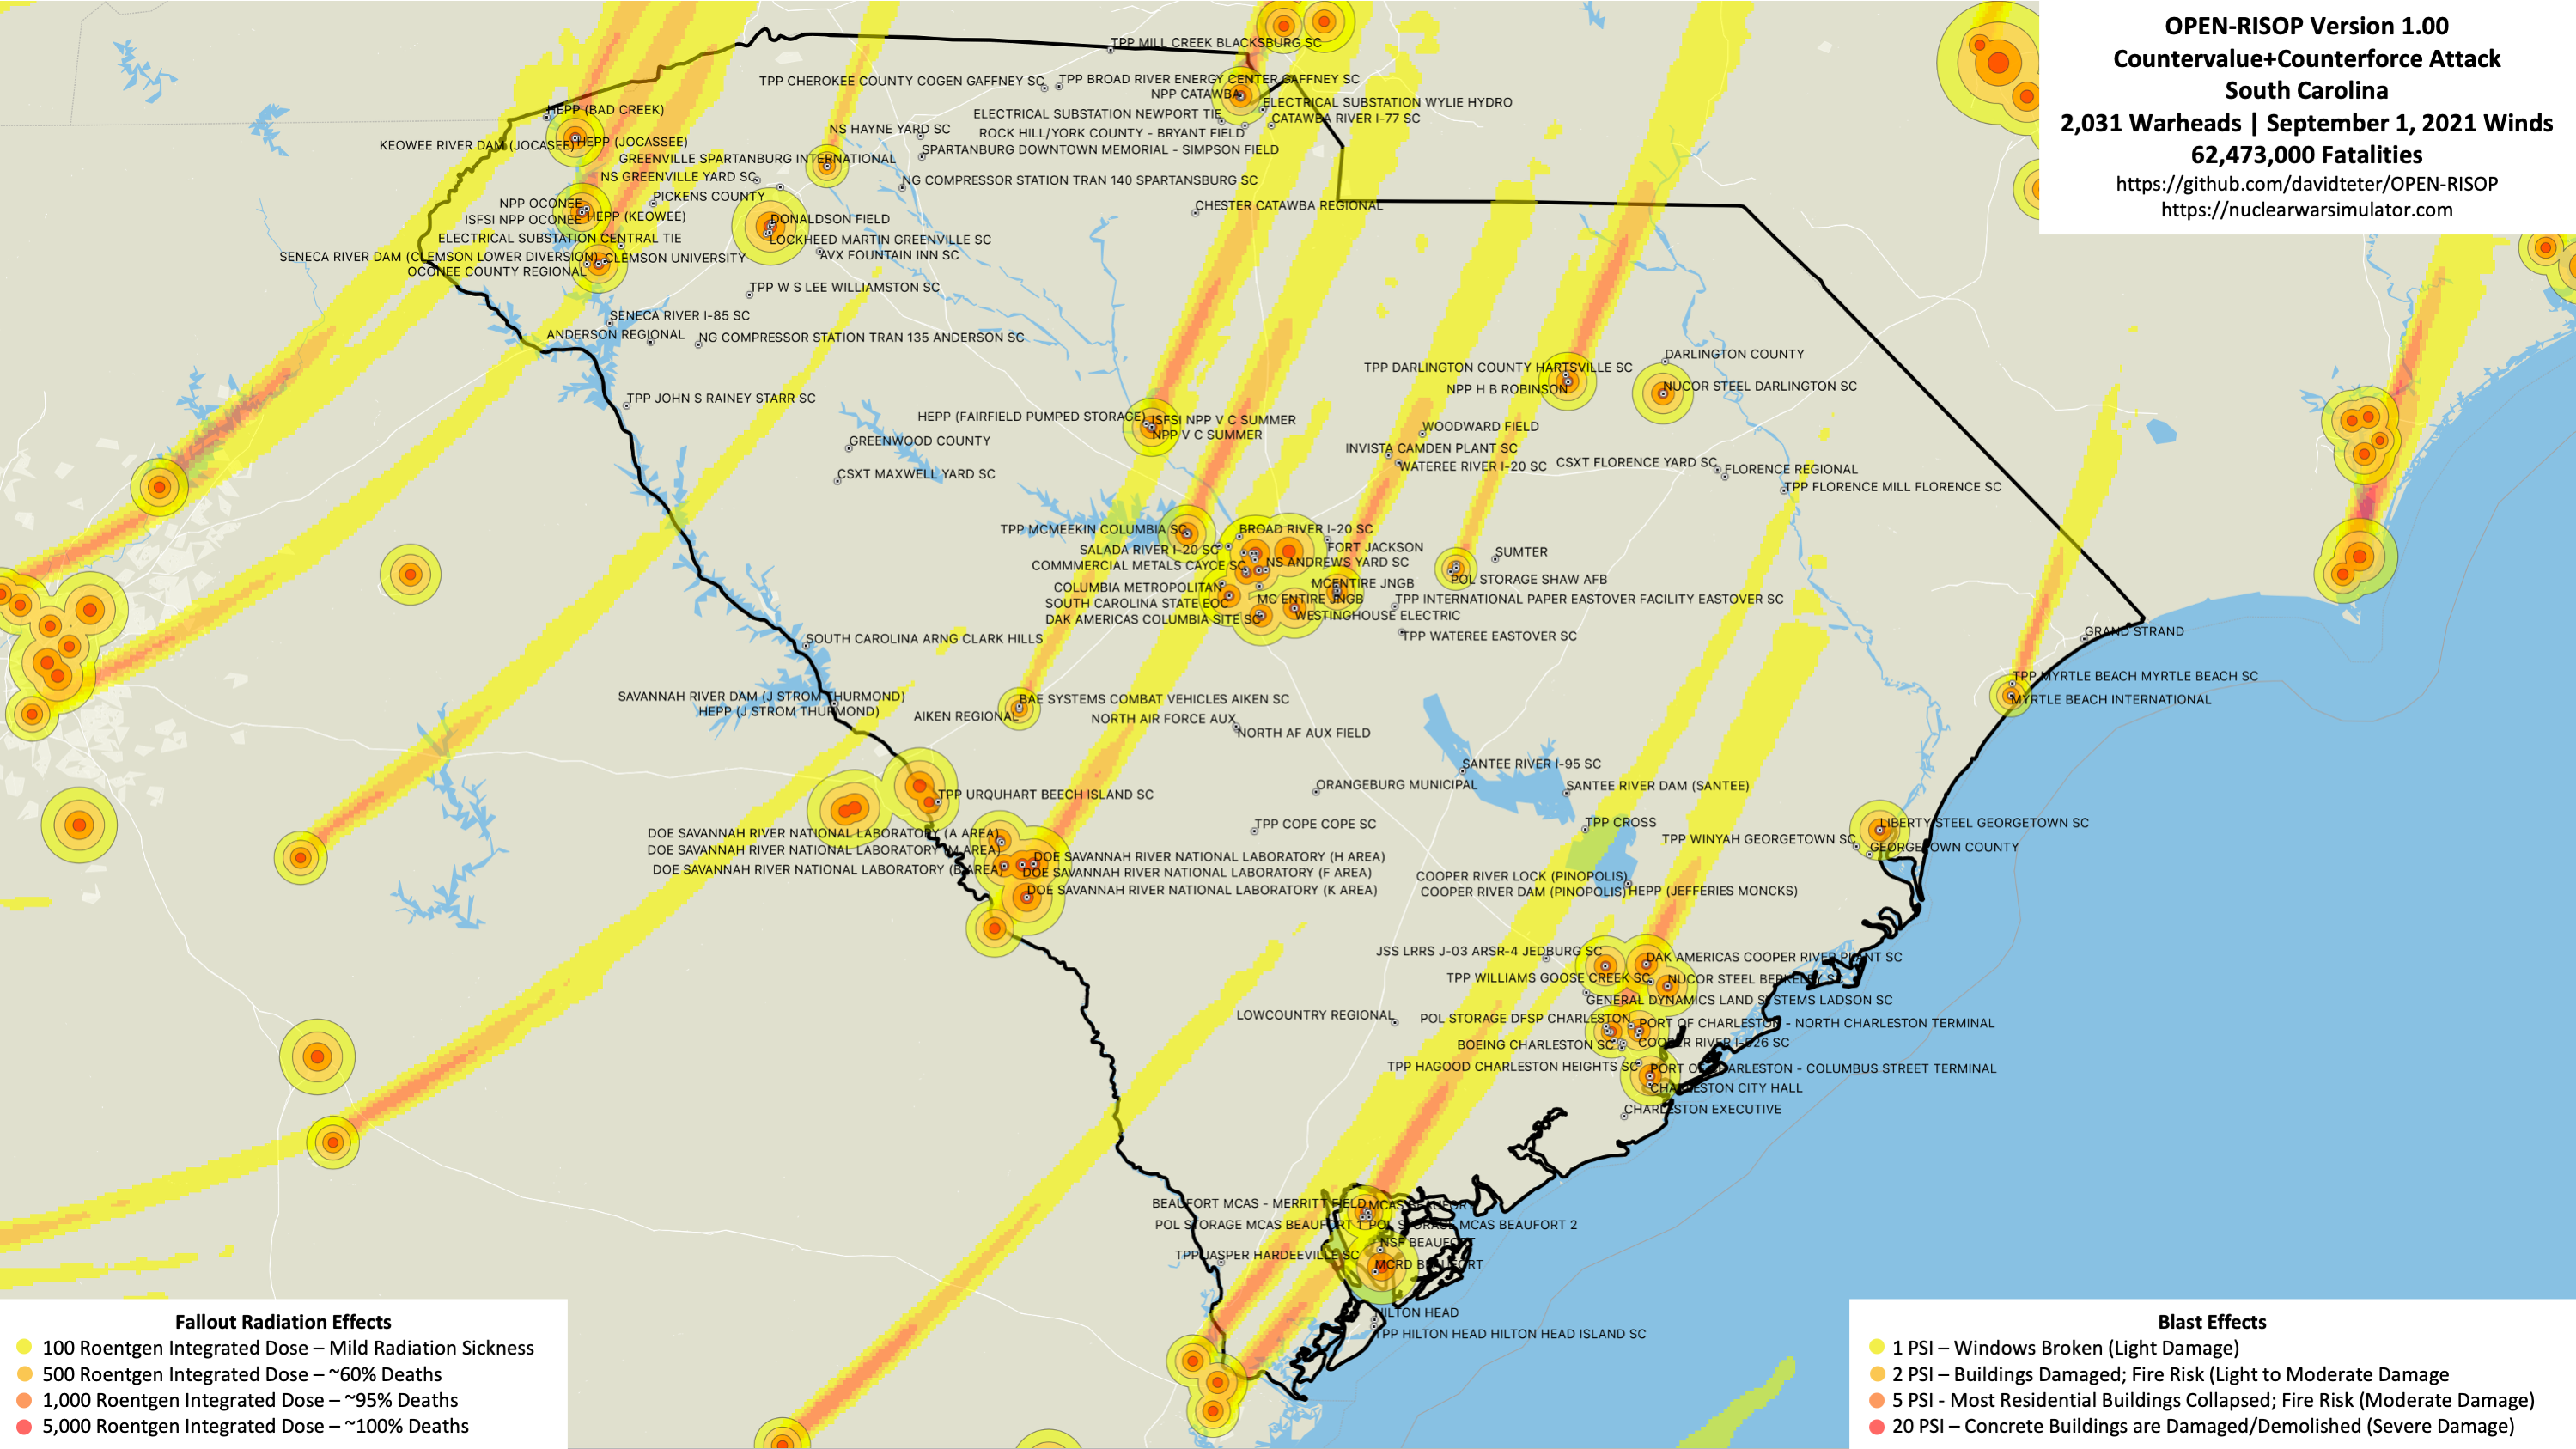 OPEN-RISOP Version 1.00
Countervalue+Counterforce Attack
South Carolina
2,031 Warheads | September 1, 2021 Winds
62,473,000 Fatalities
https://github.com/davidteter/OPEN-RISOP
https://nuclearwarsimulator.com
TPP MILL CREEK BLACKSBURG SC
TPP CHEROKEE COUNTY COGEN GAFFNEY SC
TPP BROAD RIVER ENERGY CENTER GAFFNEY SC
NPP CATAWBA
ELECTRICAL SUBSTATION WYLIE HYDRO
HEPP (BAD CREEK)
ELECTRICAL SUBSTATION NEWPORT TIE
CATAWBA RIVER I-77 SC
NS HAYNE YARD SC
ROCK HILL/YORK COUNTY - BRYANT FIELD
KEOWEE RIVER DAM (JOCASEE)
HEPP (JOCASSEE)
SPARTANBURG DOWNTOWN MEMORIAL - SIMPSON FIELD
GREENVILLE SPARTANBURG INTERNATIONAL
NS GREENVILLE YARD SC
NG COMPRESSOR STATION TRAN 140 SPARTANSBURG SC
PICKENS COUNTY
NPP OCONEE
CHESTER CATAWBA REGIONAL
ISFSI NPP OCONEE
HEPP (KEOWEE)
DONALDSON FIELD
ELECTRICAL SUBSTATION CENTRAL TIE
LOCKHEED MARTIN GREENVILLE SC
SENECA RIVER DAM (CLEMSON LOWER DIVERSION)
CLEMSON UNIVERSITY
AVX FOUNTAIN INN SC
OCONEE COUNTY REGIONAL
TPP W S LEE WILLIAMSTON SC
SENECA RIVER I-85 SC
ANDERSON REGIONAL
NG COMPRESSOR STATION TRAN 135 ANDERSON SC
DARLINGTON COUNTY
TPP DARLINGTON COUNTY HARTSVILLE SC
NPP H B ROBINSON
NUCOR STEEL DARLINGTON SC
TPP JOHN S RAINEY STARR SC
HEPP (FAIRFIELD PUMPED STORAGE)
ISFSI NPP V C SUMMER
NPP V C SUMMER
WOODWARD FIELD
GREENWOOD COUNTY
INVISTA CAMDEN PLANT SC
WATEREE RIVER I-20 SC
CSXT FLORENCE YARD SC
FLORENCE REGIONAL
CSXT MAXWELL YARD SC
TPP FLORENCE MILL FLORENCE SC
TPP MCMEEKIN COLUMBIA SC
BROAD RIVER I-20 SC
SALADA RIVER I-20 SC
FORT JACKSON
SUMTER
COMMMERCIAL METALS CAYCE SC
NS ANDREWS YARD SC
POL STORAGE SHAW AFB
COLUMBIA METROPOLITAN
MCENTIRE JNGB
SOUTH CAROLINA STATE EOC
MC ENTIRE JNGB
TPP INTERNATIONAL PAPER EASTOVER FACILITY EASTOVER SC
DAK AMERICAS COLUMBIA SITE SC
WESTINGHOUSE ELECTRIC
GRAND STRAND
SOUTH CAROLINA ARNG CLARK HILLS
TPP WATEREE EASTOVER SC
TPP MYRTLE BEACH MYRTLE BEACH SC
SAVANNAH RIVER DAM (J STROM THURMOND)
BAE SYSTEMS COMBAT VEHICLES AIKEN SC
MYRTLE BEACH INTERNATIONAL
HEPP (J STROM THURMOND)
AIKEN REGIONAL
NORTH AIR FORCE AUX
NORTH AF AUX FIELD
SANTEE RIVER I-95 SC
ORANGEBURG MUNICIPAL
SANTEE RIVER DAM (SANTEE)
TPP URQUHART BEECH ISLAND SC
TPP COPE COPE SC
TPP CROSS
LIBERTY STEEL GEORGETOWN SC
DOE SAVANNAH RIVER NATIONAL LABORATORY (A AREA)
TPP WINYAH GEORGETOWN SC
GEORGETOWN COUNTY
DOE SAVANNAH RIVER NATIONAL LABORATORY (M AREA)
DOE SAVANNAH RIVER NATIONAL LABORATORY (H AREA)
DOE SAVANNAH RIVER NATIONAL LABORATORY (B AREA)
DOE SAVANNAH RIVER NATIONAL LABORATORY (F AREA)
COOPER RIVER LOCK (PINOPOLIS)
DOE SAVANNAH RIVER NATIONAL LABORATORY (K AREA)
COOPER RIVER DAM (PINOPOLIS)
HEPP (JEFFERIES MONCKS)
JSS LRRS J-03 ARSR-4 JEDBURG SC
DAK AMERICAS COOPER RIVER PLANT SC
TPP WILLIAMS GOOSE CREEK SC
NUCOR STEEL BERKELEY SC
GENERAL DYNAMICS LAND SYSTEMS LADSON SC
LOWCOUNTRY REGIONAL
POL STORAGE DFSP CHARLESTON
PORT OF CHARLESTON - NORTH CHARLESTON TERMINAL
BOEING CHARLESTON SC
COOPER RIVER I-526 SC
TPP HAGOOD CHARLESTON HEIGHTS SC
PORT OF CHARLESTON - COLUMBUS STREET TERMINAL
CHARLESTON CITY HALL
CHARLESTON EXECUTIVE
BEAUFORT MCAS - MERRITT FIELD
MCAS BEAUFORT
POL STORAGE MCAS BEAUFORT 1
POL STORAGE MCAS BEAUFORT 2
NSF BEAUFORT
TPP JASPER HARDEEVILLE SC
MCRD BEAUFORT
HILTON HEAD
TPP HILTON HEAD HILTON HEAD ISLAND SC
Fallout Radiation Effects
100 Roentgen Integrated Dose – Mild Radiation Sickness
500 Roentgen Integrated Dose – ~60% Deaths
1,000 Roentgen Integrated Dose – ~95% Deaths
5,000 Roentgen Integrated Dose – ~100% Deaths
Blast Effects
1 PSI – Windows Broken (Light Damage)
2 PSI – Buildings Damaged; Fire Risk (Light to Moderate Damage
5 PSI - Most Residential Buildings Collapsed; Fire Risk (Moderate Damage)
20 PSI – Concrete Buildings are Damaged/Demolished (Severe Damage)